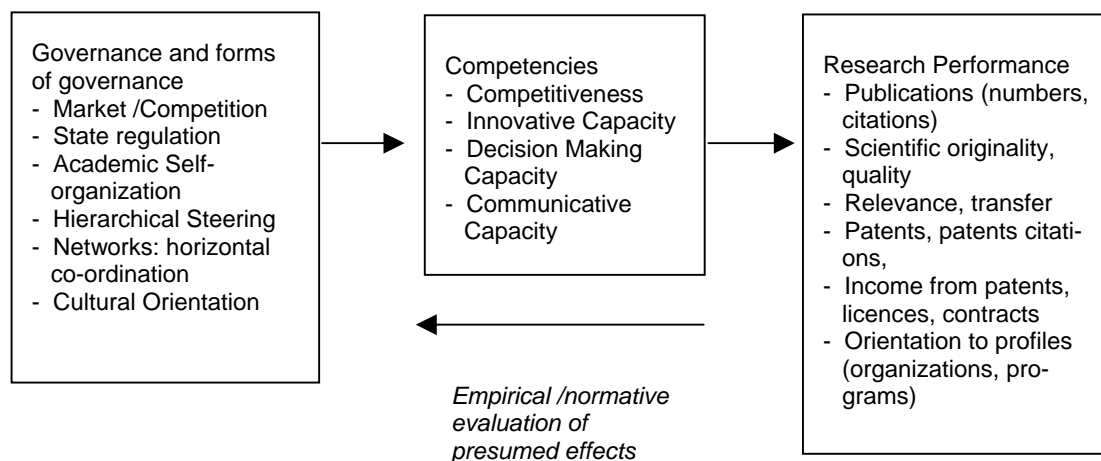 Governance and forms
of governance
- Market /Competition
- State regulation
- Academic Self-
organization
- Hierarchical Steering
- Networks: horizontal
co-ordination
- Cultural Orientation
Competencies
- Competitiveness
- Innovative Capacity
- Decision Making
Capacity
- Communicative
Capacity
Research Performance
- Publications (numbers,
citations)
- Scientific originality,
quality
- Relevance, transfer
- Patents, patents citati-
ons,
- Income from patents,
licences, contracts
- Orientation to profiles
(organizations, pro-
grams)
Empirical /normative
evaluation of
presumed effects